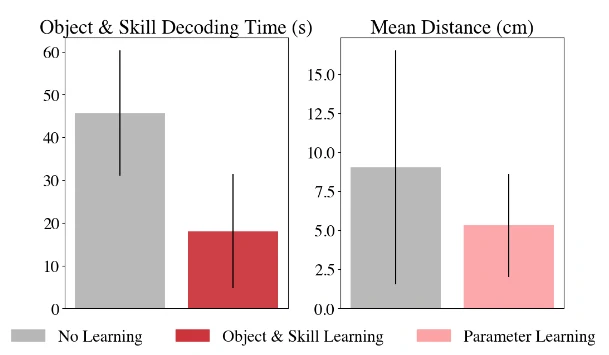 Object & Skill Decoding Time (s)
60
50
40
30
20
10
0
Mean Distance (cm)
15.0
12.5
10.0
7.5
5.0
2.5
0.0
No Learning
Object & Skill Learning
Parameter Learning